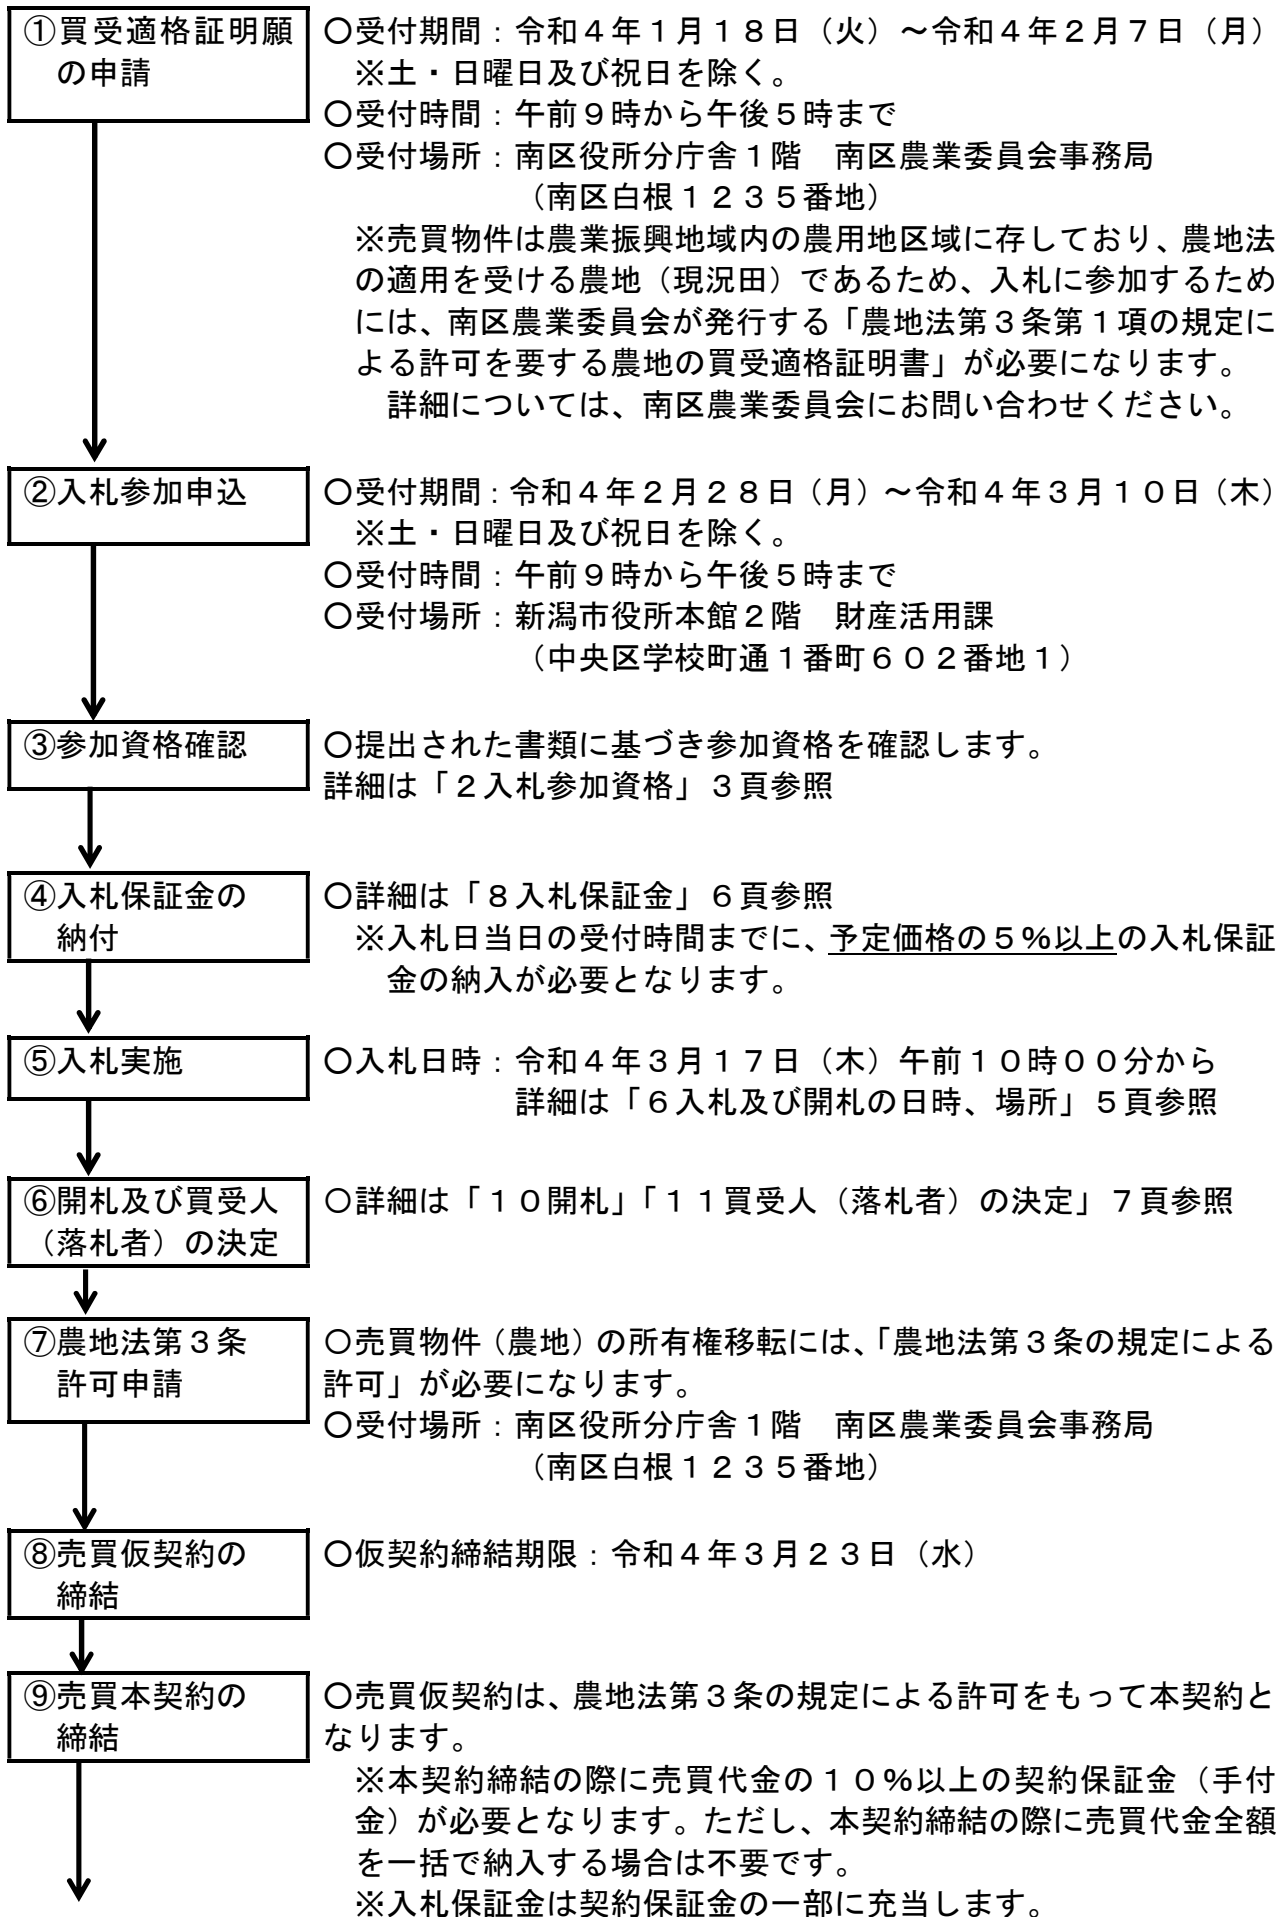 ①買受適格証明願
の申請
○受付期間：令和４年１月１８日（火）～令和４年２月７日（月）
※土・日曜日及び祝日を除く。
○受付時間：午前９時から午後５時まで
○受付場所：南区役所分庁舎１階　南区農業委員会事務局
（南区白根１２３５番地）
※売買物件は農業振興地域内の農用地区域に存しており、農地法
の適用を受ける農地（現況田）であるため、入札に参加するため
には、南区農業委員会が発行する「農地法第３条第１項の規定に
よる許可を要する農地の買受適格証明書」が必要になります。
詳細については、南区農業委員会にお問い合わせください。
②入札参加申込
○受付期間：令和４年２月２８日（月）～令和４年３月１０日（木）
※土・日曜日及び祝日を除く。
○受付時間：午前９時から午後５時まで
○受付場所：新潟市役所本館２階　財産活用課
（中央区学校町通１番町６０２番地１）
③参加資格確認
○提出された書類に基づき参加資格を確認します。
詳細は「２入札参加資格」３頁参照
④入札保証金の
納付
○詳細は「８入札保証金」６頁参照
※入札日当日の受付時間までに、予定価格の５％以上の入札保証
金の納入が必要となります。
⑤入札実施
○入札日時：令和４年３月１７日（木）午前１０時００分から
詳細は「６入札及び開札の日時、場所」５頁参照
⑥開札及び買受人
（落札者）の決定
○詳細は「１０開札」「１１買受人（落札者）の決定」７頁参照
⑦農地法第３条
許可申請
○売買物件（農地）の所有権移転には、「農地法第３条の規定による
許可」が必要になります。
○受付場所：南区役所分庁舎１階　南区農業委員会事務局
（南区白根１２３５番地）
⑧売買仮契約の
締結
○仮契約締結期限：令和４年３月２３日（水）
⑨売買本契約の
締結
○売買仮契約は、農地法第３条の規定による許可をもって本契約と
なります。
※本契約締結の際に売買代金の１０％以上の契約保証金（手付
金）が必要となります。ただし、本契約締結の際に売買代金全額
を一括で納入する場合は不要です。
※入札保証金は契約保証金の一部に充当します。